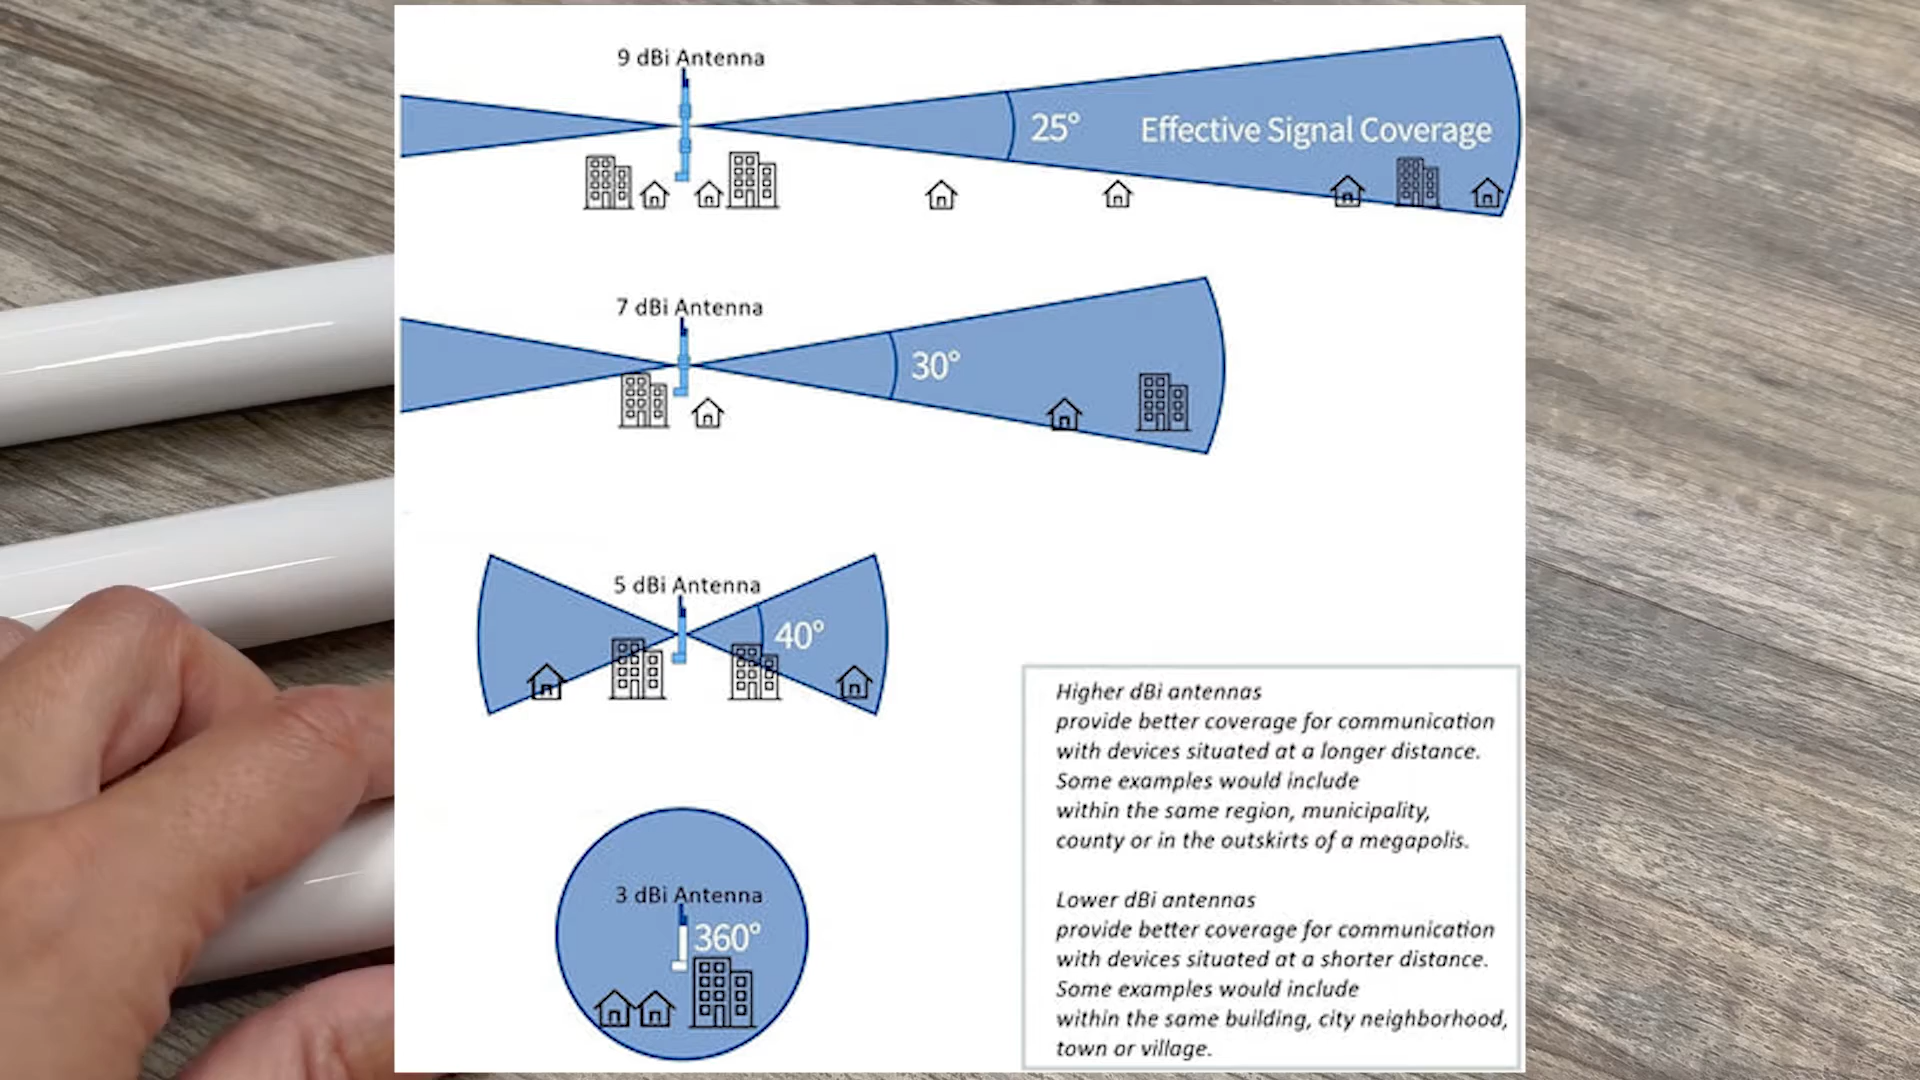 9 dBi Antenna
25°
Effective Signal Coverage
7 dBi Antenna
30°
5 dBi Antenna
40°
3 dBi Antenna
360°
Higher dBi antennas
provide better coverage for communication
with devices situated at a longer distance.
Some examples would include
within the same region, municipality,
county or in the outskirts of a megapolis.
Lower dBi antennas
provide better coverage for communication
with devices situated at a shorter distance.
Some examples would include
within the same building, city neighborhood,
town or village.